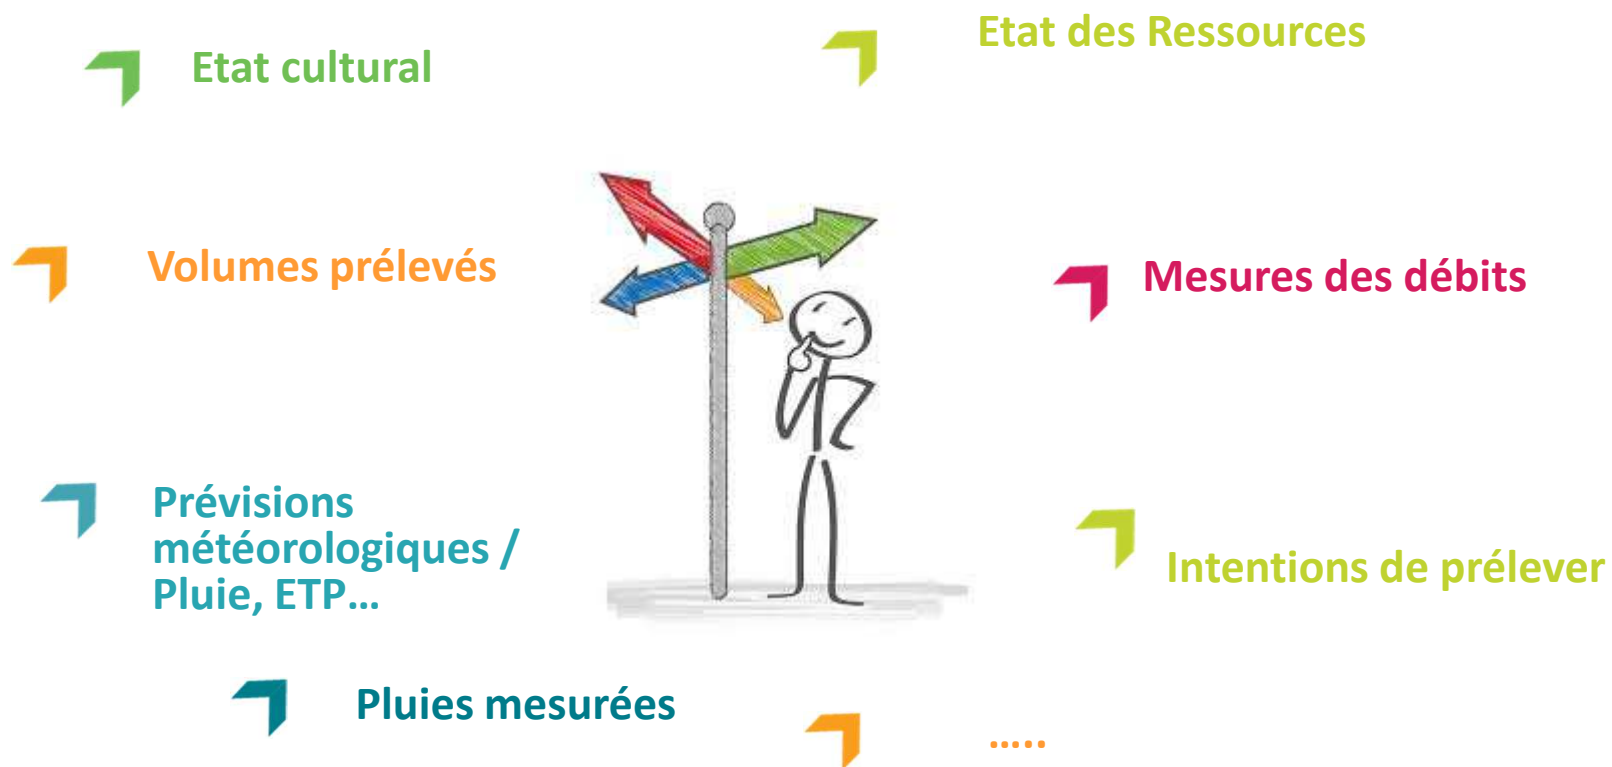 Etat des Ressources
Etat cultural
Volumes prélevés
Mesures des débits
Prévisions
météorologiques /
Pluie, ETP…
Intentions de prélever
Pluies mesurées
…..